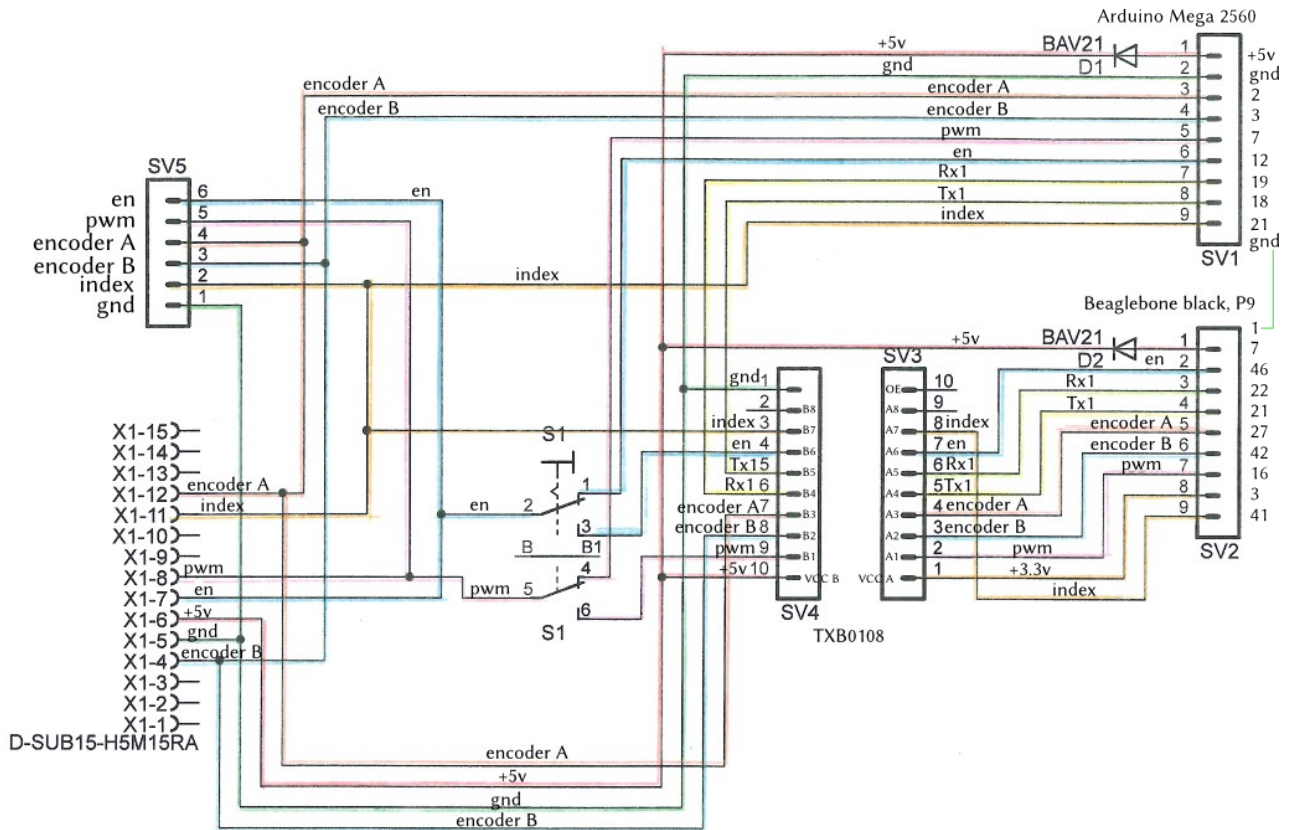 Arduino Mega 2560
+5v BAV21 1 +5v
gnd D1 2 gnd
encoder A encoder A 3 2
encoder B encoder B 4 3
pwm 5 7
en 6 12
Rx1 7 19
Tx1 8 18
index 9 21
gnd
SV1
SV5
en 6 en
pwm 5
encoder A 4
encoder B 3
index 2 index
gnd 1
Beaglebone black, P9
1
+5v BAV21 1 7
D2 en 2 46
Rx1 3 22
Tx1 4 21
encoder A 5 27
encoder B 6 42
pwm 7 16
8 3
9 41
SV2
gnd 1
2 B8
index 3 B7
en 4 B6
Tx1 5 B5
Rx1 6 B4
encoder A 7 B3
encoder B 8 B2
pwm 9 B1
+5v 10 VCC B
SV4
SV3
OE 10
A8 9
A7 8 index
A6 7 en
A5 6 Rx1
A4 5 Tx1
A3 4 encoder A
A2 3 encoder B
A1 2 pwm
VCC A 1 +3.3v
index
TXB0108
S1
1
en 2
3
B B1
4
pwm 5
6
S1
X1-15
X1-14
X1-13
X1-12 encoder A
X1-11 index
X1-10
X1-9
X1-8 pwm
X1-7 en
X1-6 +5v
X1-5 gnd
X1-4 encoder B
X1-3
X1-2
X1-1
D-SUB15-H5M15RA
encoder A
+5v
gnd
encoder B